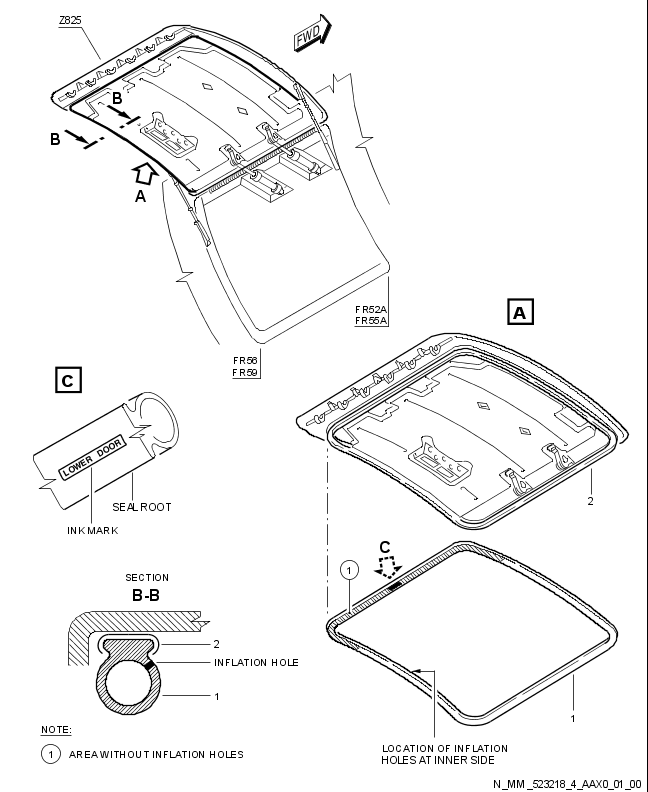 Z825
FWD
B
B
A
FR52A
FR55A
A
FR56
FR59
C
LOWER DOOR
SEAL ROOT
INK MARK
2
C
1
SECTION
B-B
2
INFLATION HOLE
1
1
NOTE:
1 AREA WITHOUT INFLATION HOLES
LOCATION OF INFLATION
HOLES AT INNER SIDE
N_MM_523218_4_AAX0_01_00